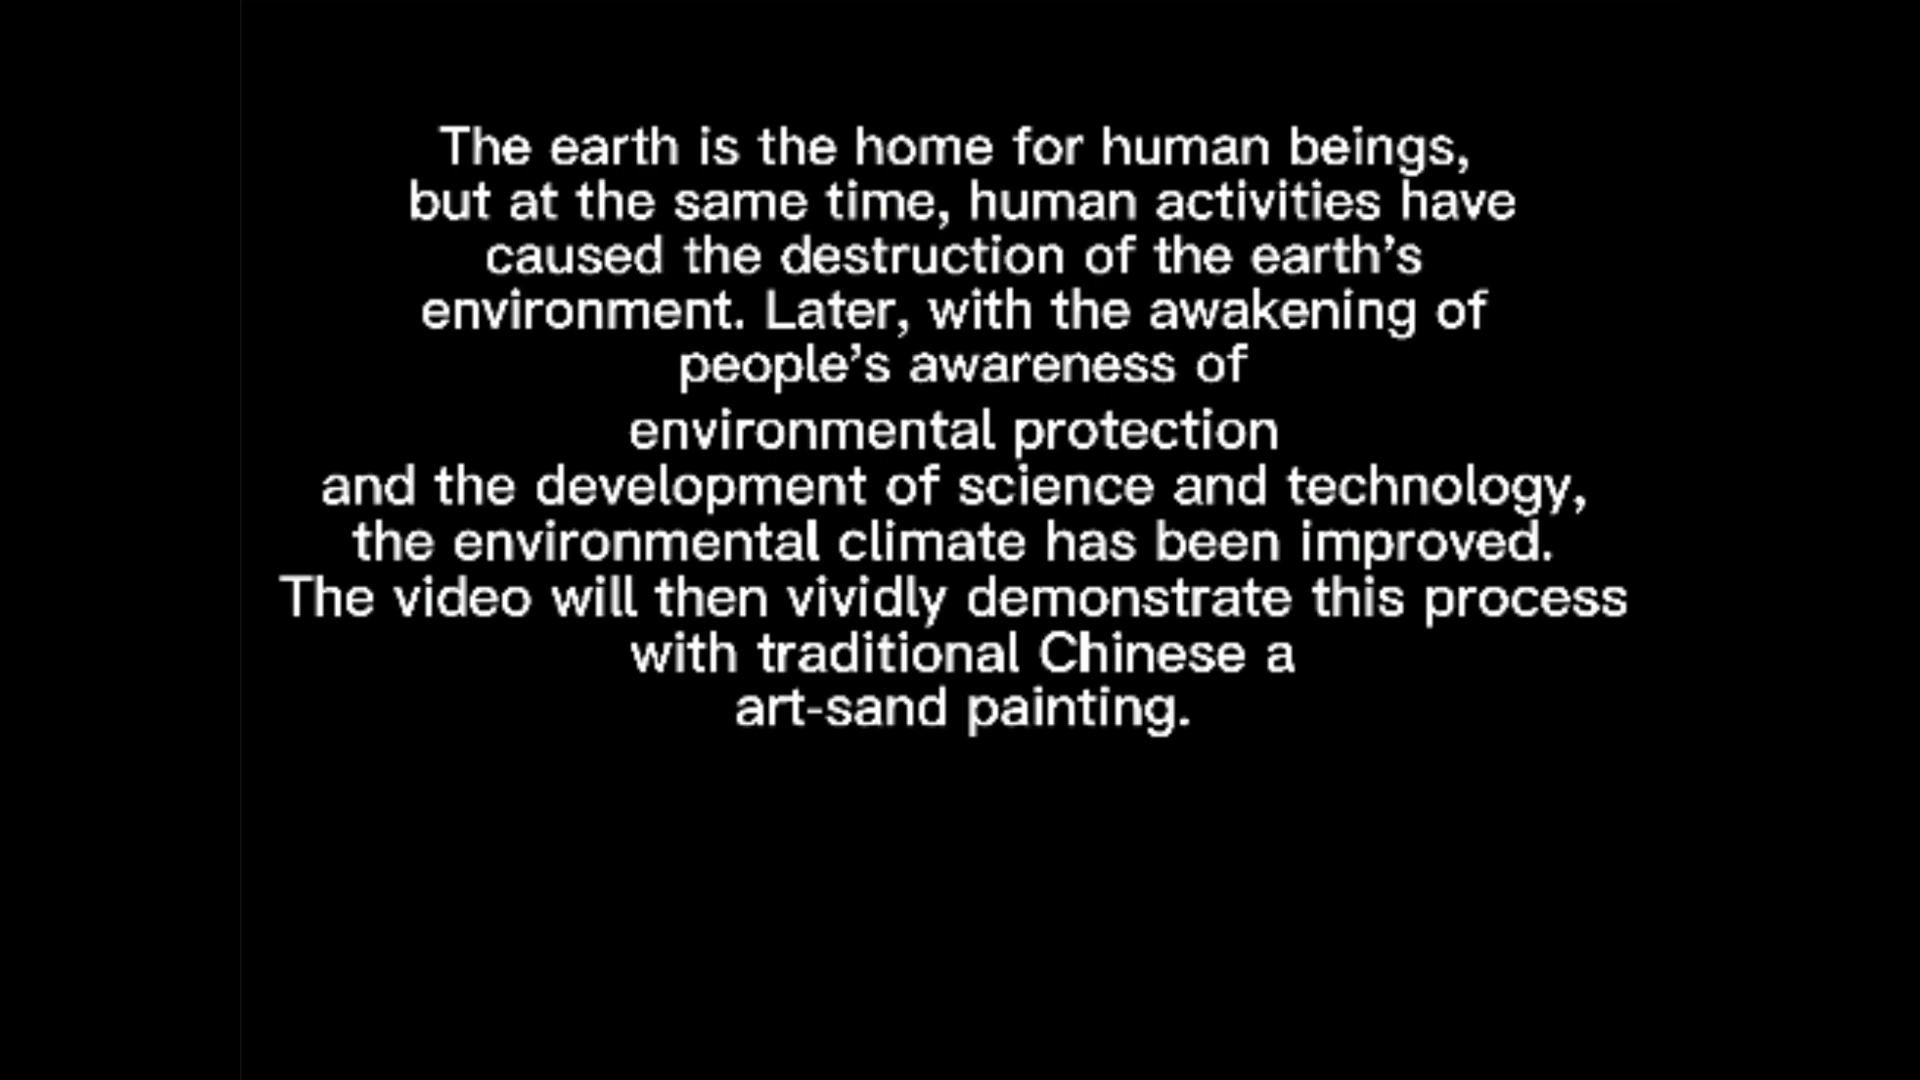 The earth is the home for human beings,
but at the same time, human activities have
caused the destruction of the earth’s
environment. Later, with the awakening of
people’s awareness of
environmental protection
and the development of science and technology,
the environmental climate has been improved.
The video will then vividly demonstrate this process
with traditional Chinese a
art-sand painting.